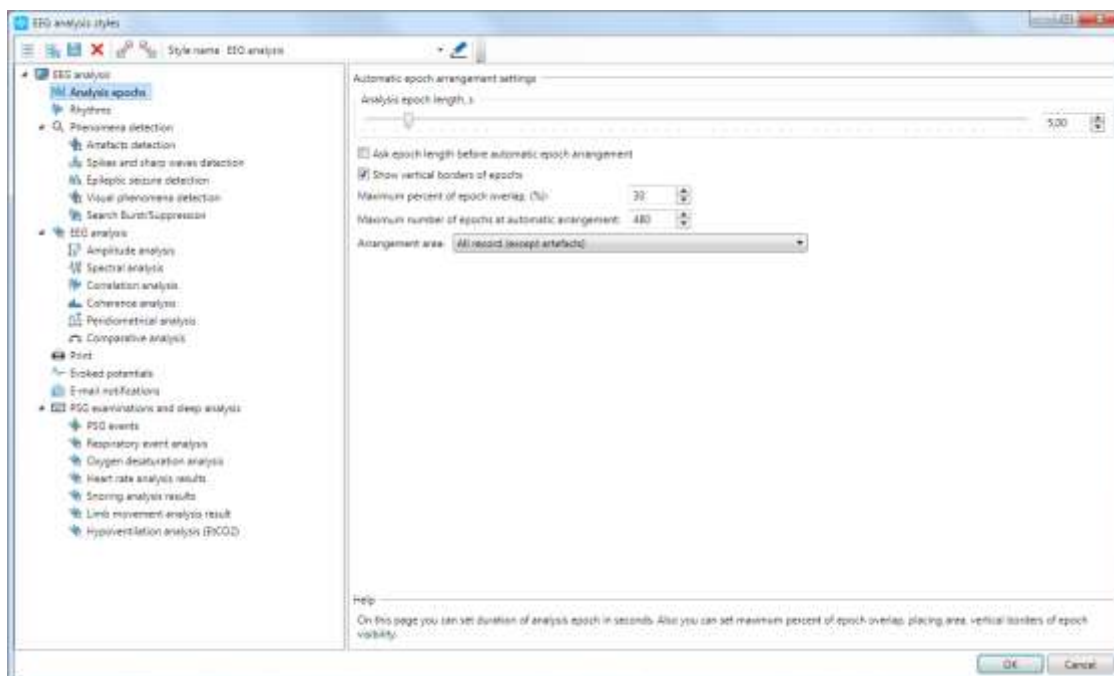 EEG analysis styles
Style name EEG analysis
EEG analysis
Analysis epochs
Rhythms
Phenomena detection
Artefacts detection
Spikes and sharp waves detection
Epileptic seizure detection
Visual phenomena detection
Search Burst/Suppression
EEG analysis
Amplitude analysis
Spectral analysis
Correlation analysis
Coherence analysis
Periodometrical analysis
Comparative analysis
Print
Evoked potentials
E-mail notifications
PSG examinations and sleep analysis
PSG events
Respiratory event analysis
Oxygen desaturation analysis
Heart rate analysis results
Snoring analysis results
Limb movement analysis result
Hypoventilation analysis (EtCO2)
Automatic epoch arrangement settings
Analysis epoch length, s
5,00
Ask epoch length before automatic epoch arrangement
Show vertical borders of epochs
Maximum percent of epoch overlap, (%):
Maximum number of epochs at automatic arrangement: 480
Arrangement area: All record (except artefacts)
Help
On this page you can set duration of analysis epoch in seconds. Also you can set maximum percent of epoch overlap, placing area, vertical borders of epoch
visibility.
OK Cancel